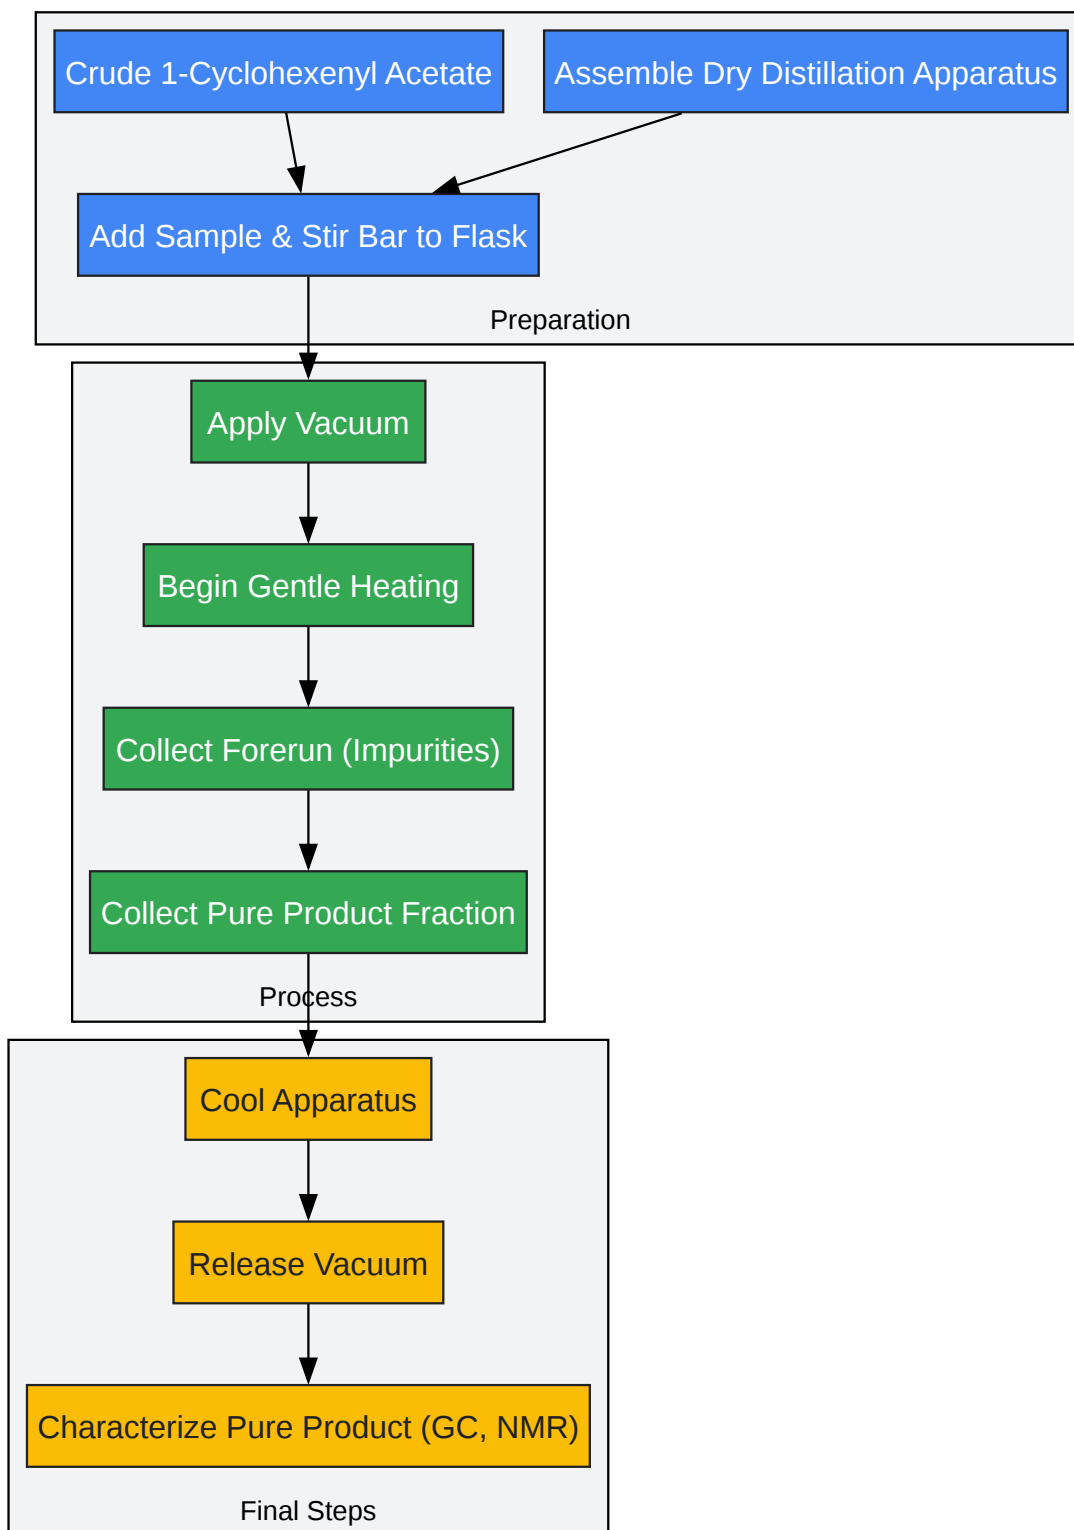 Crude 1-Cyclohexenyl Acetate
Assemble Dry Distillation Apparatus
Add Sample & Stir Bar to Flask
Preparation
Apply Vacuum
Begin Gentle Heating
Collect Forerun (Impurities)
Collect Pure Product Fraction
Process
Cool Apparatus
Release Vacuum
Characterize Pure Product (GC, NMR)
Final Steps